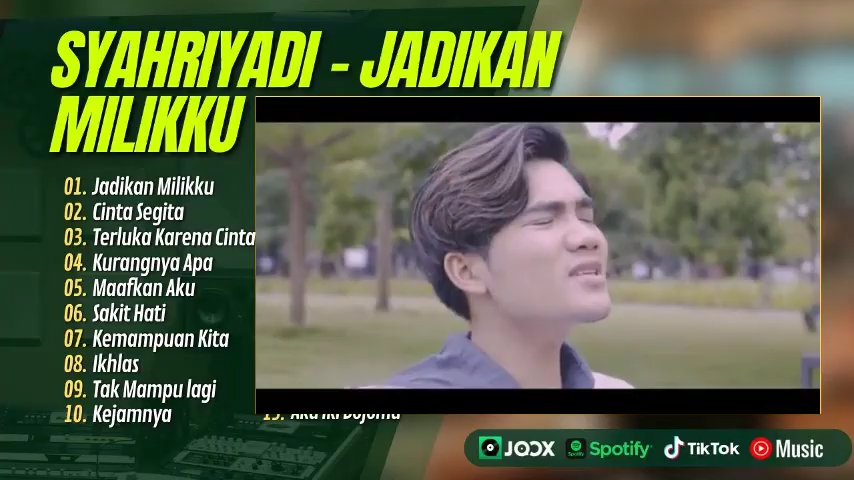 SYAHRIYADI - JADIKAN
MILIKKU
01. Jadikan Milikku
02. Cinta Segita
03. Terluka Karena Cinta
04. Kurangnya Apa
05. Maafkan Aku
06. Sakit Hati
07. Kemampuan Kita
08. Ikhlas
09. Tak Mampu lagi
10. Kejamnya
JOOX Spotify Spotify TikTok Music